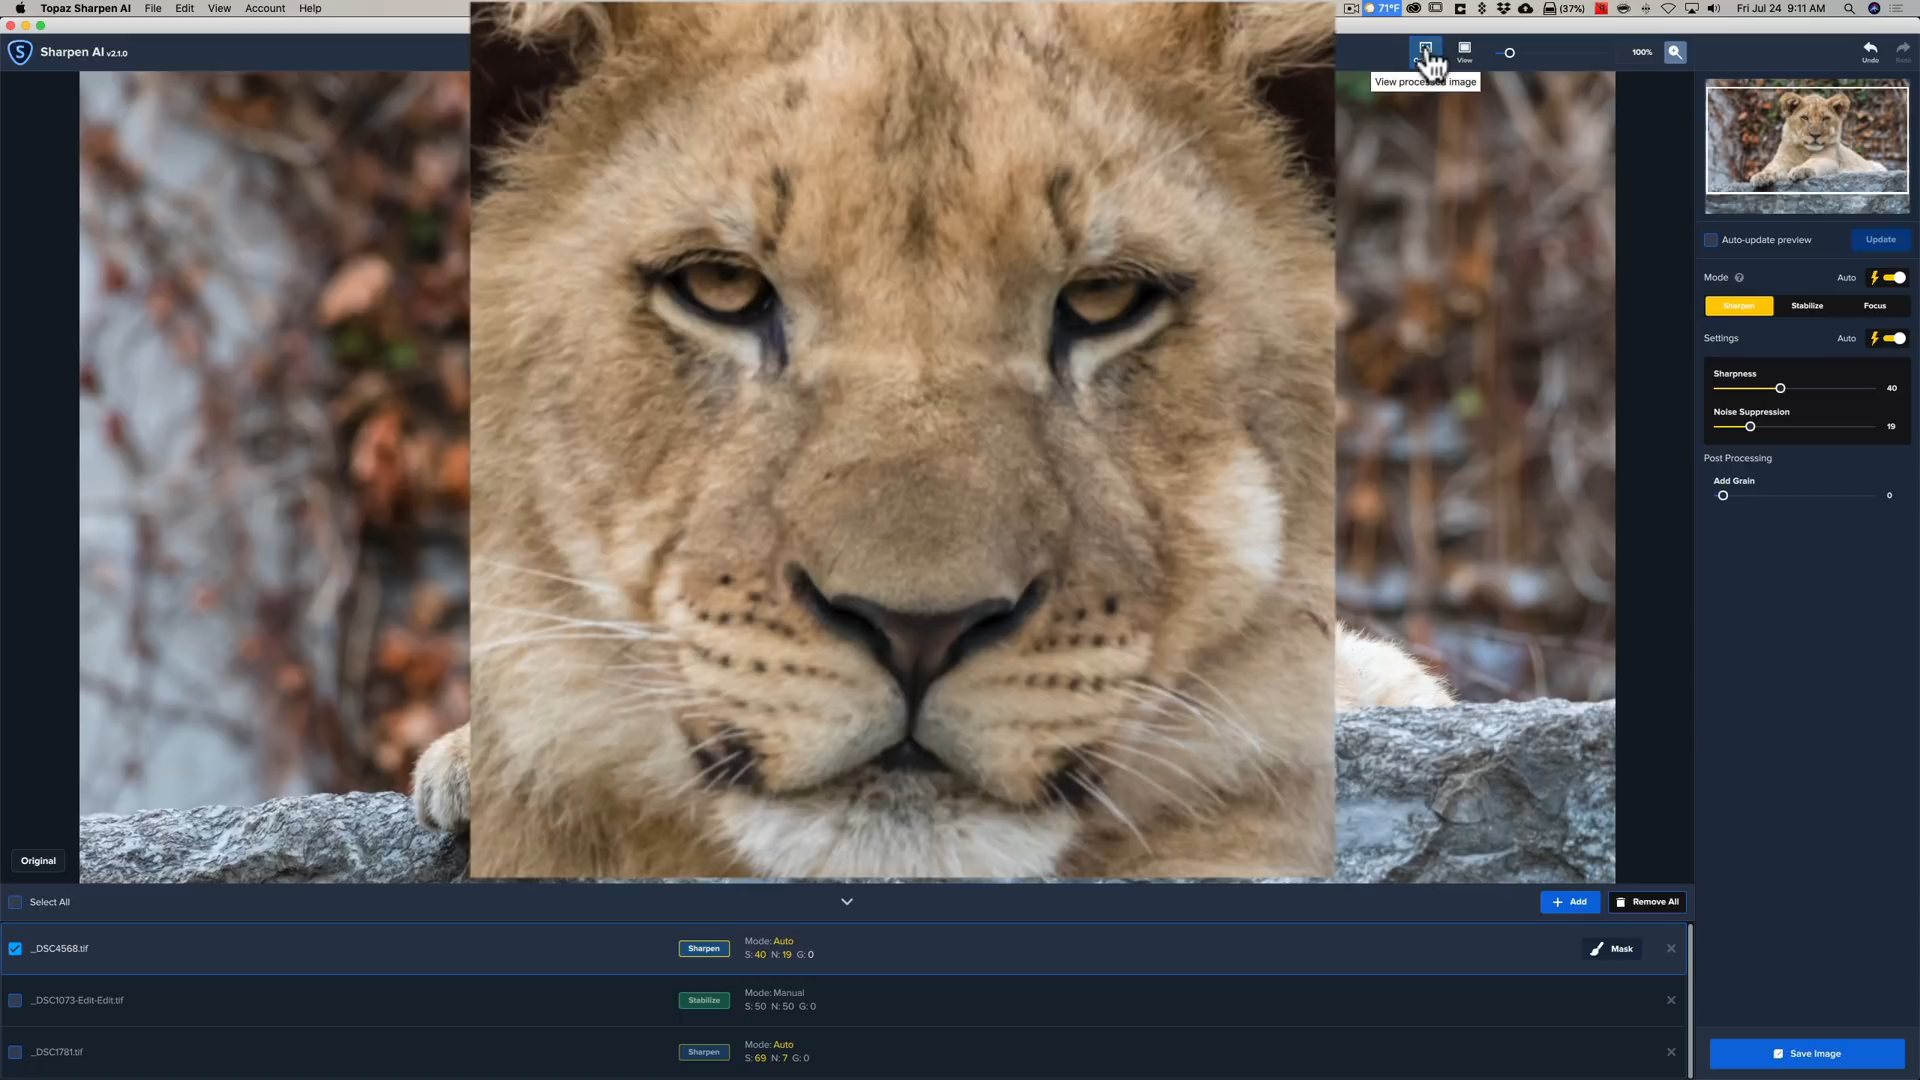 Topaz Sharpen AI File Edit View Account Help
71°F (37%) Fri Jul 24 9:11 AM
Sharpen AI v2.1.0
View 100% Undo Redo
View processed image
Auto-update preview Update
Mode Auto
Sharpen Stabilize Focus
Settings Auto
Sharpness
40
Noise Suppression
19
Post Processing
Add Grain
0
Original
Select All Add Remove All
_DSC4568.tif Sharpen Mode: Auto Mask
S: 40 N: 19 G: 0
_DSC1073-Edit-Edit.tif Stabilize Mode: Manual
S: 50 N: 50 G: 0
_DSC1781.tif Sharpen Mode: Auto
S: 69 N: 7 G: 0
Save Image